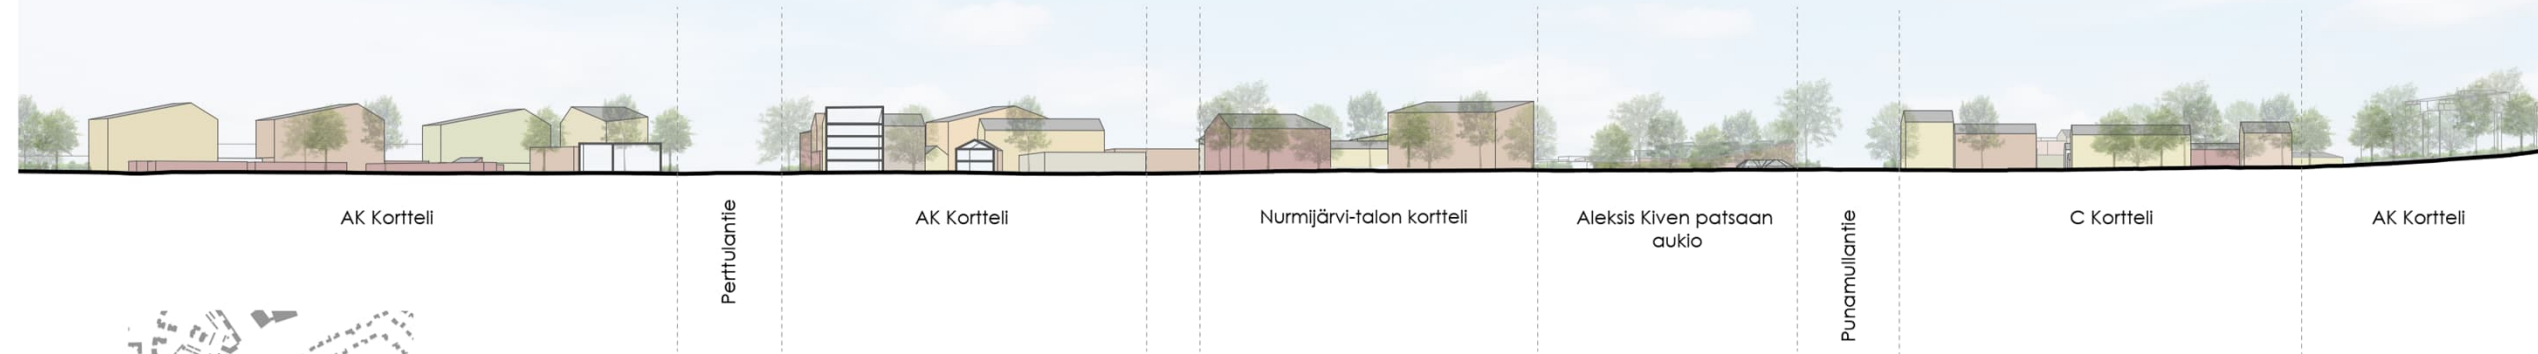 AK Kortteli
Perttulantie
AK Kortteli
Nurmijärvi-talon kortteli
Aleksis Kiven patsaan
aukio
Punamullantie
C Kortteli
AK Kortteli